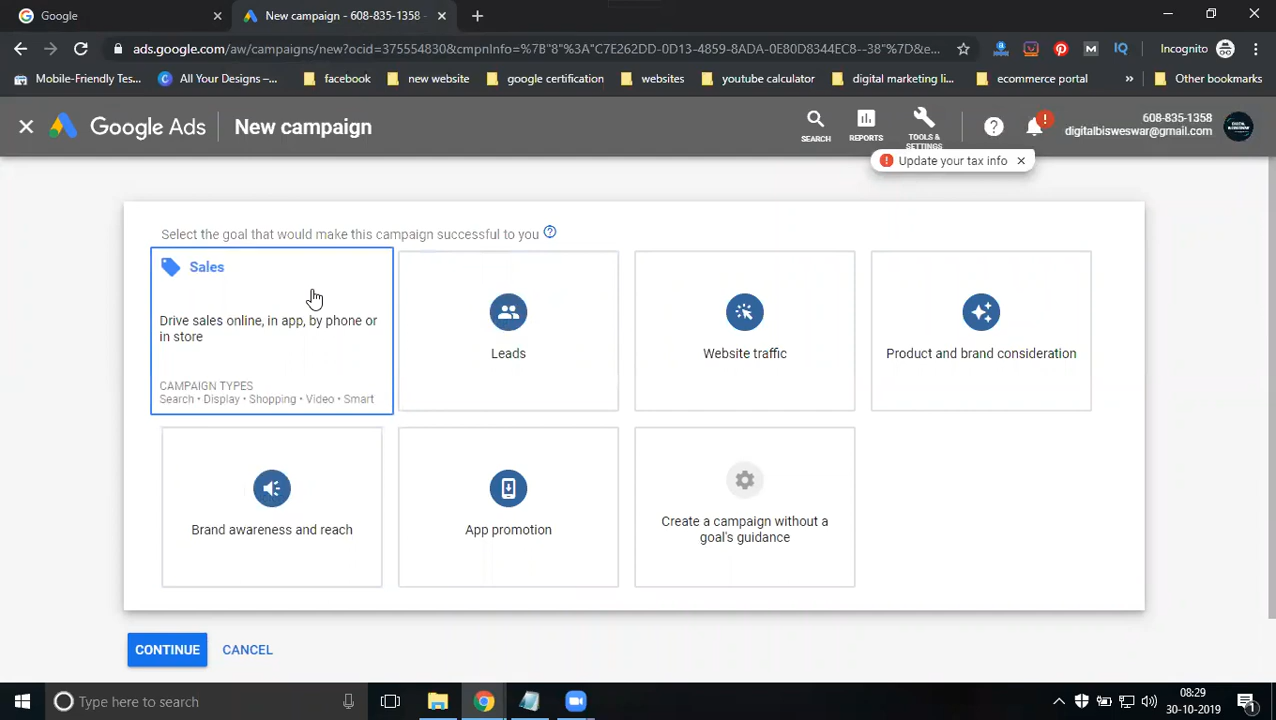 Google
New campaign - 608-835-1358 -
ads.google.com/aw/campaigns/new?ocid=375554830&cmpnInfo=%7B"8"%3A"C7E262DD-0D13-4859-8ADA-0E80D8344EC8--38"%7D&e...
Incognito
Mobile-Friendly Tes...
All Your Designs –...
facebook
new website
google certification
websites
youtube calculator
digital marketing li...
ecommerce portal
»
Other bookmarks
Google Ads
New campaign
SEARCH
REPORTS
TOOLS &
SETTINGS
608-835-1358
digitalbisweswar@gmail.com
Update your tax info
Select the goal that would make this campaign successful to you
Sales
Drive sales online, in app, by phone or
in store
CAMPAIGN TYPES
Search • Display • Shopping • Video • Smart
Leads
Website traffic
Product and brand consideration
Brand awareness and reach
App promotion
Create a campaign without a
goal's guidance
CONTINUE
CANCEL
Type here to search
08:29
30-10-2019
1